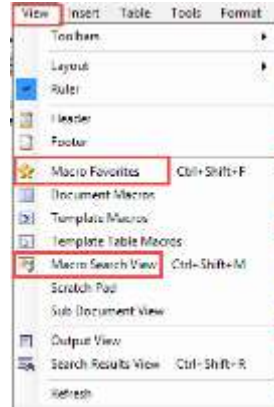 View Insert Table Tools Format
Toolbars
Layout
Ruler
Header
Footer
Macro Favorites Ctrl+Shift+F
Document Macros
Template Macros
Template Table Macros
Macro Search View Ctrl+Shift+M
Scratch Pad
Sub Document View
Output View
Search Results View Ctrl+Shift+R
Refresh